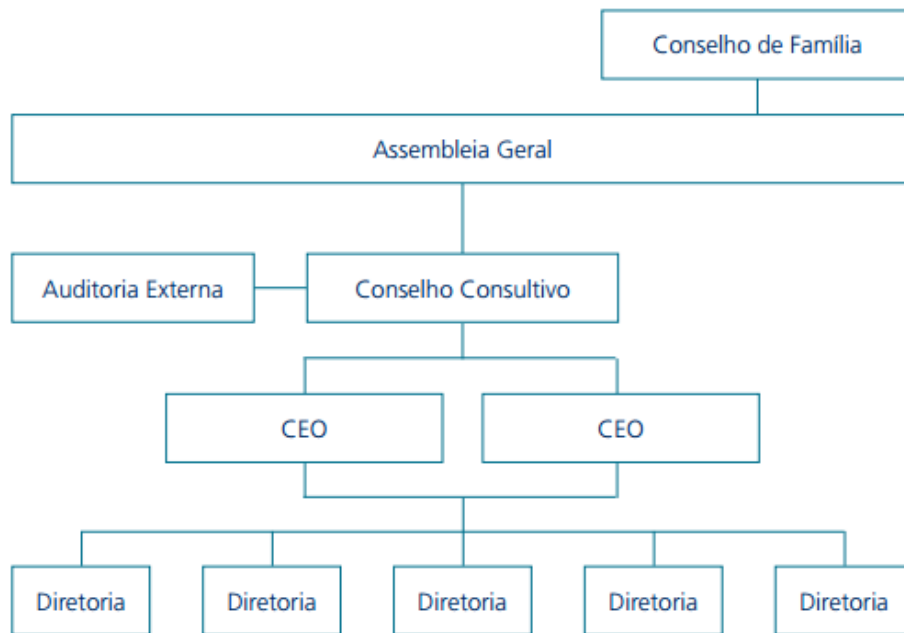 Conselho de Família
Assembleia Geral
Auditoria Externa
Conselho Consultivo
CEO
CEO
Diretoria
Diretoria
Diretoria
Diretoria
Diretoria